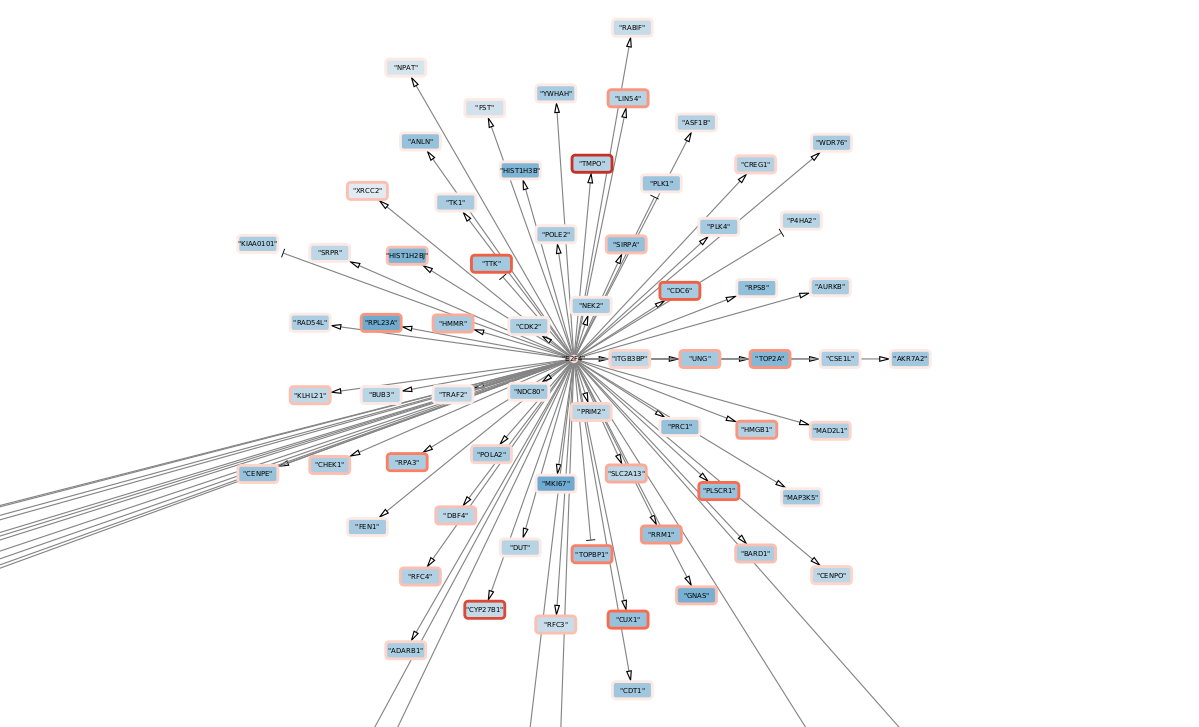 "RABIF"
"NPAT"
"YWHAH"
"LIN54"
"FST"
"ASF1B"
"ANLN"
"WDR76"
"TMPO"
"CREG1"
"HIST1H3B"
"PLK1"
"XRCC2"
"TK1"
"P4HA2"
"PLK4"
"POLE2"
"KIAA0101"
"SIRPA"
"SRPR"
"HIST1H2BJ"
"TTK"
"CDC6"
"RPS8"
"AURKB"
"NEK2"
"RAD54L"
"RPL23A"
"HMMR"
"CDK2"
"E2F4"
"ITGB3BP"
"UNG"
"TOP2A"
"CSE1L"
"AKR7A2"
"KLHL21"
"BUB3"
"TRAF2"
"NDC80"
"PRIM2"
"PRC1"
"HMGB1"
"MAD2L1"
"POLA2"
"CHEK1"
"RPA3"
"CENPE"
"SLC2A13"
"MKI67"
"PLSCR1"
"MAP3K5"
"DBF4"
"FEN1"
"RRM1"
"DUT"
"TOPBP1"
"BARD1"
"RFC4"
"CENPO"
"GNAS"
"CYP27B1"
"RFC3"
"CUX1"
"ADARB1"
"CDT1"